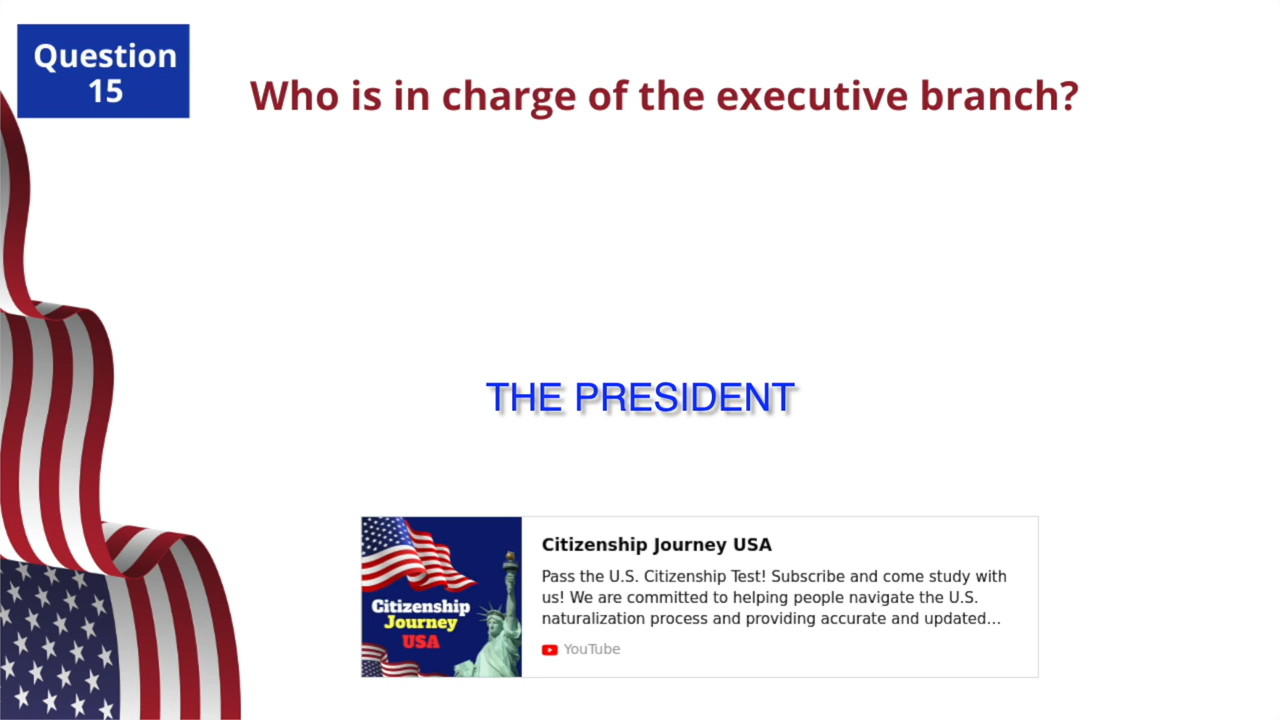 Question
15
Who is in charge of the executive branch?
THE PRESIDENT
Citizenship
Journey
USA
Citizenship Journey USA
Pass the U.S. Citizenship Test! Subscribe and come study with
us! We are committed to helping people navigate the U.S.
naturalization process and providing accurate and updated...
YouTube